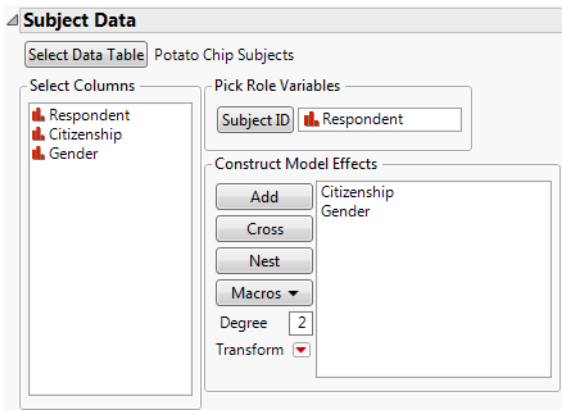 Subject Data
Select Data Table Potato Chip Subjects
Select Columns
Respondent
Citizenship
Gender
Pick Role Variables
Subject ID Respondent
Construct Model Effects
Add
Cross
Nest
Macros
Degree 2
Transform
Citizenship
Gender